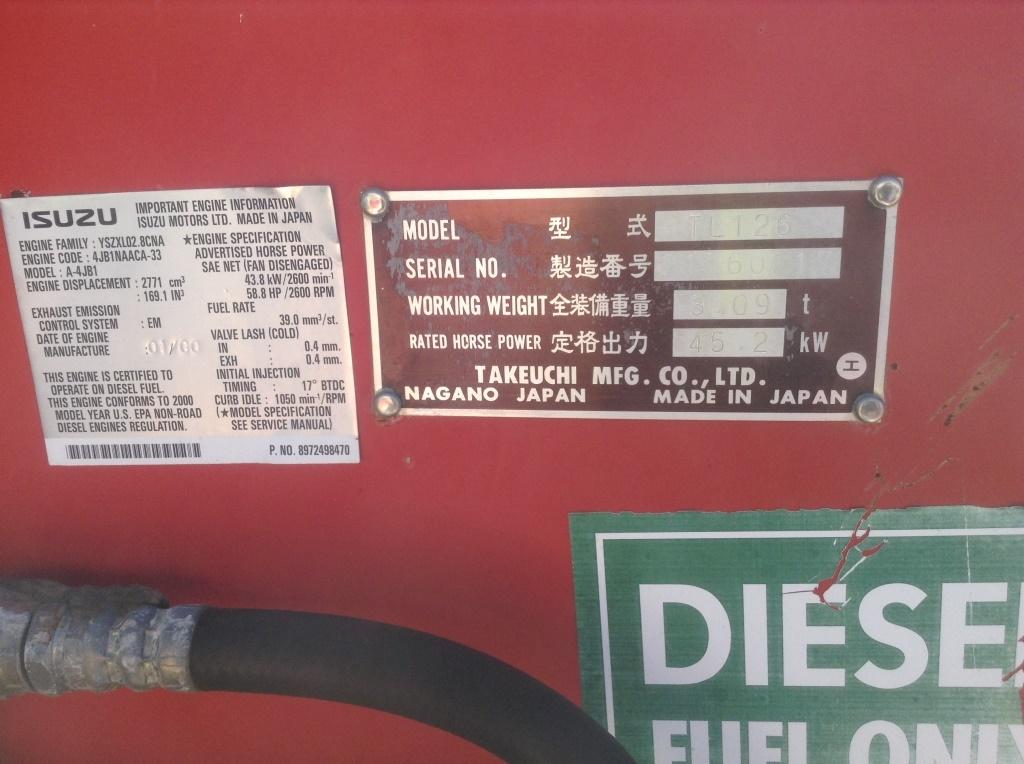 ISUZU
IMPORTANT ENGINE INFORMATION
ISUZU MOTORS LTD. MADE IN JAPAN
ENGINE FAMILY : YSZXL02.8CNA
ENGINE CODE : 4JB1NAACA-33
MODEL : A-4JB1
ENGINE DISPLACEMENT : 2771 cm³
: 169.1 IN³
EXHAUST EMISSION
CONTROL SYSTEM : EM
DATE OF ENGINE
MANUFACTURE :01/00
THIS ENGINE IS CERTIFIED TO
OPERATE ON DIESEL FUEL.
THIS ENGINE CONFORMS TO 2000
MODEL YEAR U.S. EPA NON-ROAD
DIESEL ENGINES REGULATION.
★ENGINE SPECIFICATION
ADVERTISED HORSE POWER
SAE NET (FAN DISENGAGED)
43.8 kW/2600 min⁻¹
58.8 HP /2600 RPM
FUEL RATE
39.0 mm³/st.
VALVE LASH (COLD)
IN : 0.4 mm.
EXH : 0.4 mm.
INITIAL INJECTION
TIMING : 17° BTDC
CURB IDLE : 1050 min⁻¹/RPM
(★MODEL SPECIFICATION
SEE SERVICE MANUAL)
P. NO. 8972498470
MODEL 型式 TL126
SERIAL NO. 製造番号
WORKING WEIGHT 全装備重量 3.09 t
RATED HORSE POWER 定格出力 45.2 kW
エ
TAKEUCHI MFG. CO., LTD.
NAGANO JAPAN MADE IN JAPAN
DIESE
FUEL ONLY